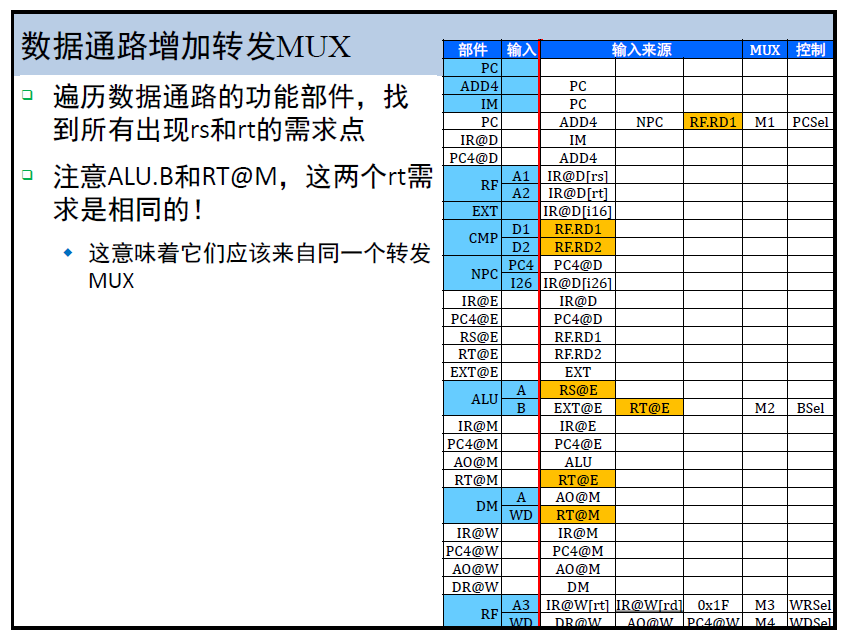 数据通路增加转发MUX
遍历数据通路的功能部件，找
到所有出现rs和rt的需求点
注意ALU.B和RT@M，这两个rt需
求是相同的！
这意味着它们应该来自同一个转发
MUX
部件 输入 输入来源 MUX 控制
PC
ADD4 PC
IM PC
PC ADD4 NPC RF.RD1 M1 PCSel
IR@D IM
PC4@D ADD4
RF A1 IR@D[rs]
A2 IR@D[rt]
EXT IR@D[i16]
CMP D1 RF.RD1
D2 RF.RD2
NPC PC4 PC4@D
I26 IR@D[i26]
IR@E IR@D
PC4@E PC4@D
RS@E RF.RD1
RT@E RF.RD2
EXT@E EXT
ALU A RS@E
B EXT@E RT@E M2 BSel
IR@M IR@E
PC4@M PC4@E
AO@M ALU
RT@M RT@E
DM A AO@M
WD RT@M
IR@W IR@M
PC4@W PC4@M
AO@W AO@M
DR@W DM
RF A3 IR@W[rt] IR@W[rd] 0x1F M3 WRSel
WD DR@W AO@W PC4@W M4 WDSel